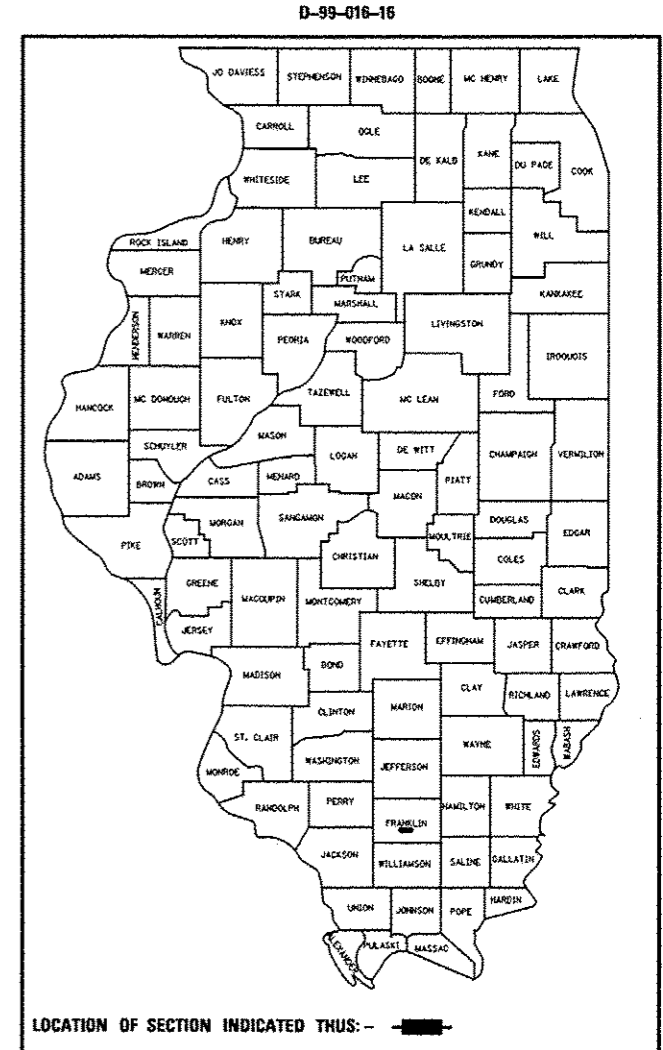 D-99-016-16
JO DAVIESS STEPHENSON WINNEBAGO BOONE MC HENRY LAKE
CARROLL OGLE DE KALB KANE DU PAGE COOK
WHITESIDE LEE
KENDALL WILL
ROCK ISLAND HENRY BUREAU LA SALLE GRUNDY
MERCER PUTNAM KANKAKEE
STARK MARSHALL
HENDERSON WARREN KNOX PEORIA WOODFORD LIVINGSTON IROQUOIS
HANCOCK MC DONOUGH FULTON TAZEWELL MC LEAN FORD
MASON
SCHUYLER LOGAN DE WITT CHAMPAIGN VERMILION
ADAMS BROWN CASS MENARD PIATT
MACON
PIKE SCOTT MORGAN SANGAMON MOULTRIE DOUGLAS EDGAR
CHRISTIAN COLES
GREENE SHELBY
CALHOUN MACOUPIN MONTGOMERY CUMBERLAND CLARK
JERSEY
FAYETTE EFFINGHAM JASPER CRAWFORD
MADISON BOND
CLAY RICHLAND LAWRENCE
CLINTON MARION
ST. CLAIR WAYNE EDWARDS WABASH
WASHINGTON JEFFERSON
MONROE
RANDOLPH PERRY HAMILTON WHITE
FRANKLIN
JACKSON WILLIAMSON SALINE GALLATIN
UNION JOHNSON POPE HARDIN
ALEXANDER PULASKI MASSAC
LOCATION OF SECTION INDICATED THUS: -